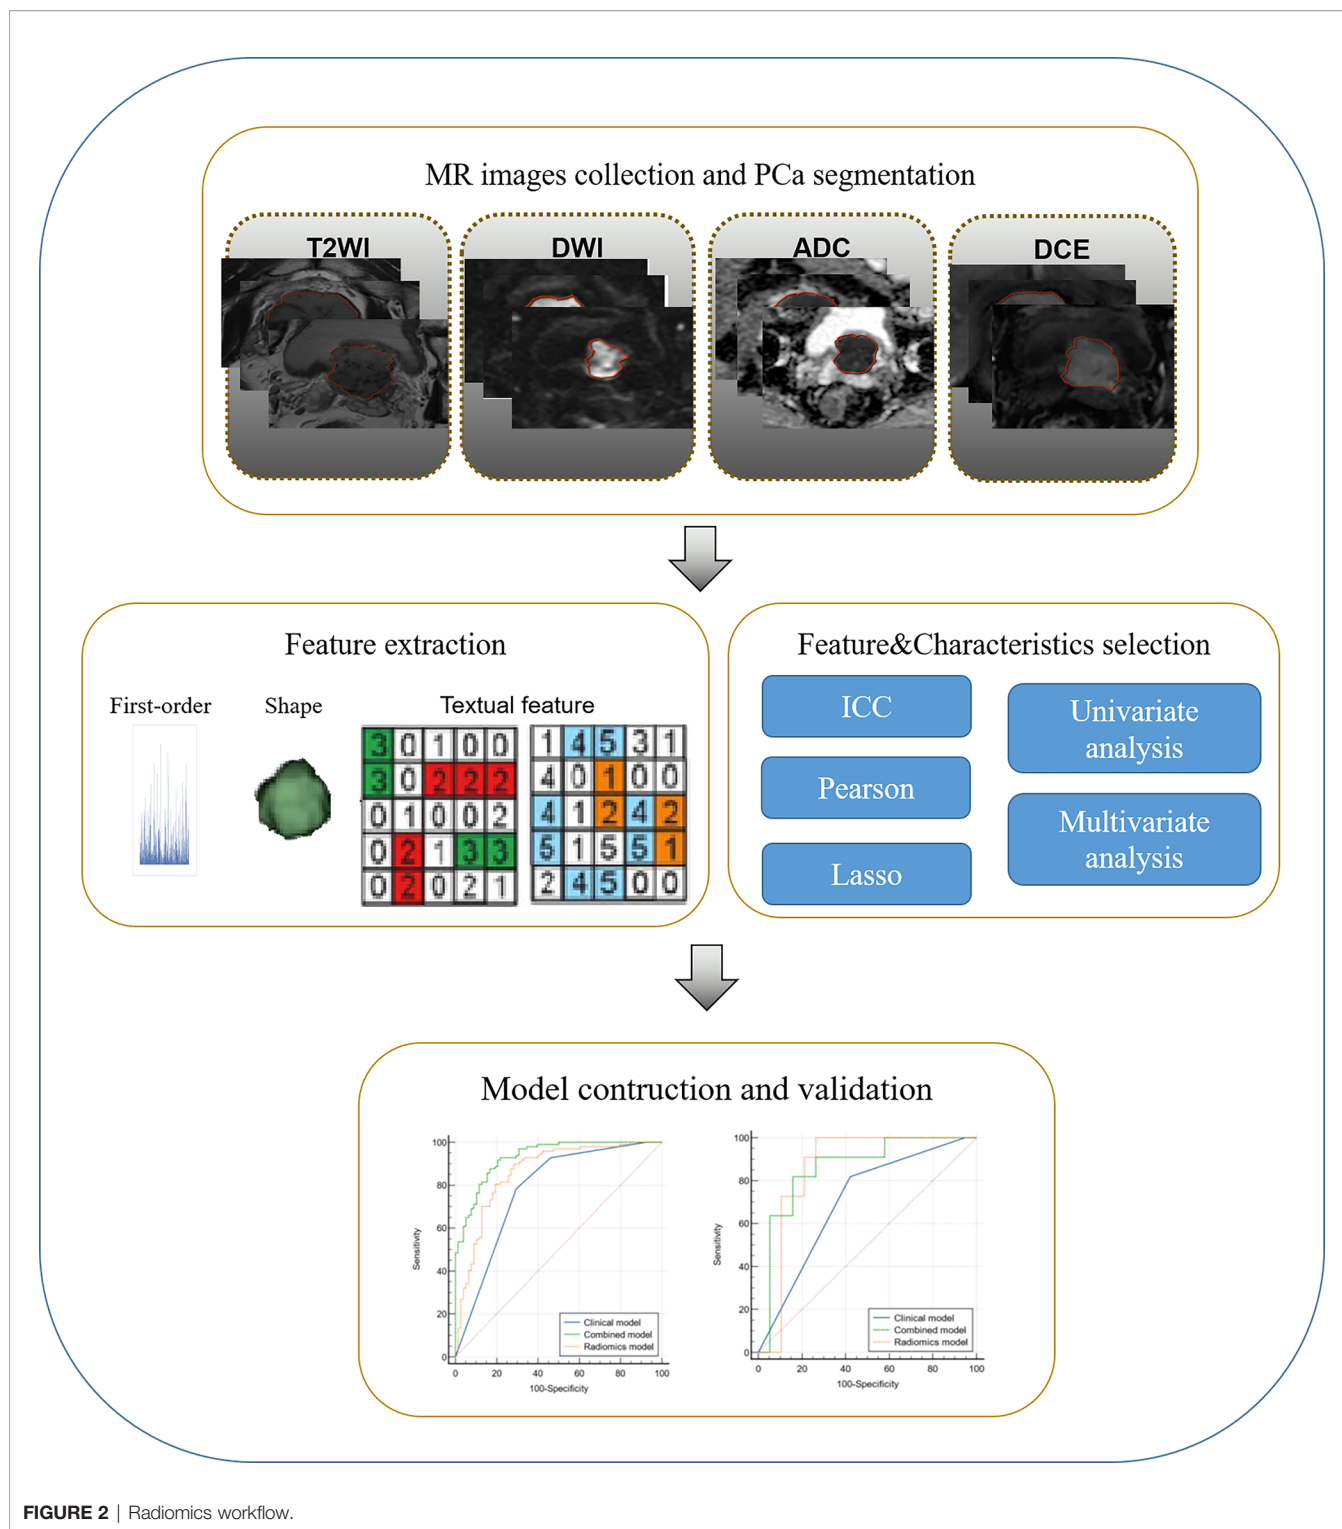 MR images collection and PCa segmentation
T2WI
DWI
ADC
DCE
Feature extraction
First-order
Shape
Textual feature
3 0 1 0 0
3 0 2 2 2
0 1 0 0 2
0 2 1 3 3
0 2 0 2 1
1 4 5 3 1
4 0 1 0 0
4 1 2 4 2
5 1 5 5 1
2 4 5 0 0
Feature&Characteristics selection
ICC
Pearson
Lasso
Univariate
analysis
Multivariate
analysis
Model contruction and validation
100
80
60
40
20
0
Sensitivity
Clinical model
Combined model
Radiomics model
0 20 40 60 80 100
100-Specificity
100
80
60
40
20
0
Sensitivity
Clinical model
Combined model
Radiomics model
0 20 40 60 80 100
100-Specificity
FIGURE 2 | Radiomics workflow.